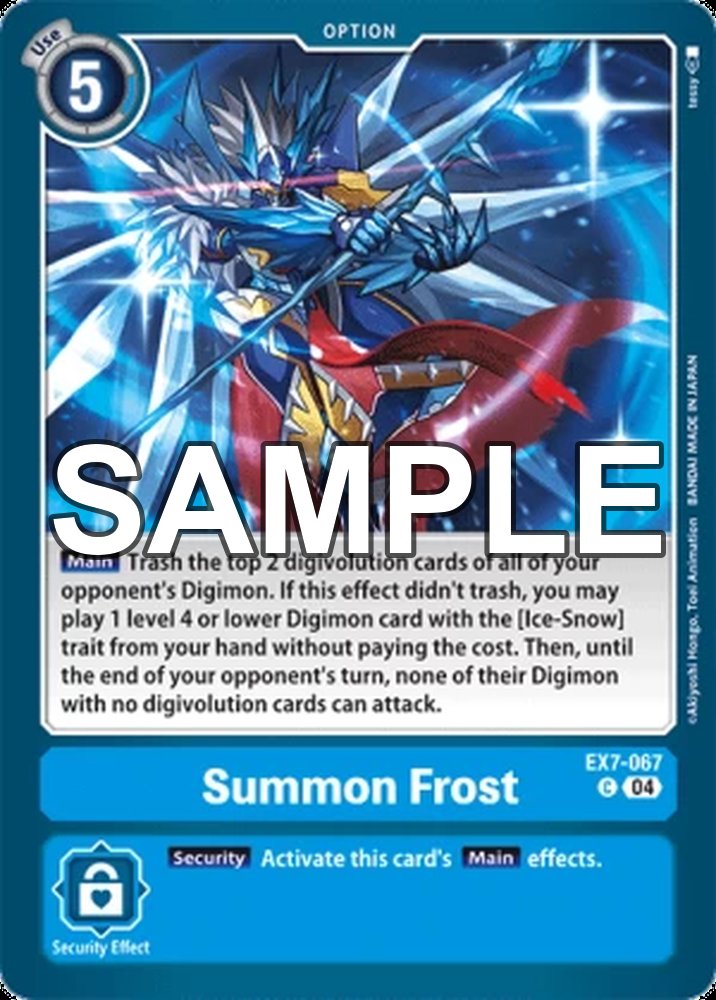 OPTION
Use
5
tessy
SAMPLE
Main Trash the top 2 digivolution cards of all of your
opponent's Digimon. If this effect didn't trash, you may
play 1 level 4 or lower Digimon card with the [Ice-Snow]
trait from your hand without paying the cost. Then, until
the end of your opponent's turn, none of their Digimon
with no digivolution cards can attack.
©Akiyoshi Hongo, Toei Animation BANDAI MADE IN JAPAN
EX7-067
Summon Frost
C 04
Security Activate this card's Main effects.
Security Effect